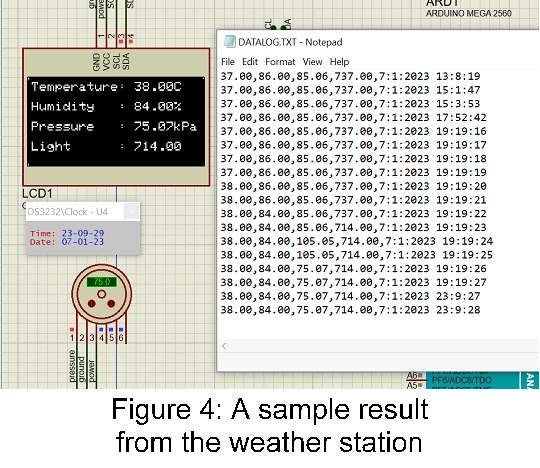 ARD1
ARDUINO MEGA 2560
power
GND
VCC
SCL
SDA
Temperature: 38.00C
Humidity : 84.00%
Pressure : 75.07kPa
Light : 714.00
LCD1
DS3232\Clock - U4
Time: 23-09-29
Date: 07-01-23
75.0
1
2
3
4
5
6
pressure
ground
power
DATALOG.TXT - Notepad
File Edit Format View Help
37.00,86.00,85.06,737.00,7:1:2023 13:8:19
37.00,86.00,85.06,737.00,7:1:2023 15:1:47
37.00,86.00,85.06,737.00,7:1:2023 15:3:53
37.00,86.00,85.06,737.00,7:1:2023 17:52:42
37.00,86.00,85.06,737.00,7:1:2023 19:19:16
37.00,86.00,85.06,737.00,7:1:2023 19:19:17
37.00,86.00,85.06,737.00,7:1:2023 19:19:18
37.00,86.00,85.06,737.00,7:1:2023 19:19:19
38.00,86.00,85.06,737.00,7:1:2023 19:19:20
38.00,86.00,85.06,737.00,7:1:2023 19:19:21
38.00,84.00,85.06,737.00,7:1:2023 19:19:22
38.00,84.00,85.06,714.00,7:1:2023 19:19:23
38.00,84.00,105.05,714.00,7:1:2023 19:19:24
38.00,84.00,105.05,714.00,7:1:2023 19:19:25
38.00,84.00,75.07,714.00,7:1:2023 19:19:26
38.00,84.00,75.07,714.00,7:1:2023 19:19:27
38.00,84.00,75.07,714.00,7:1:2023 23:9:27
38.00,84.00,75.07,714.00,7:1:2023 23:9:28
A6
A5
PF6/ADC6/TDO
Figure 4: A sample result
from the weather station